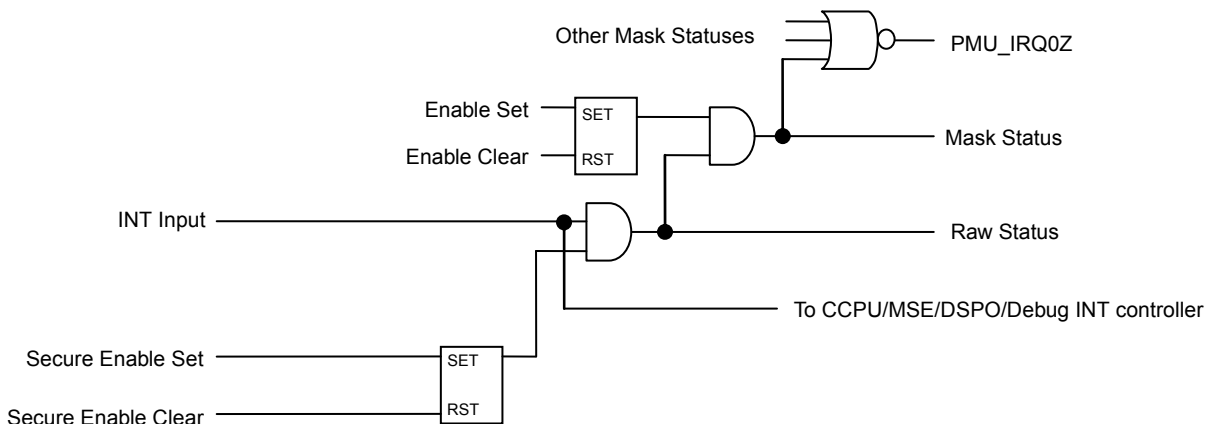 Other Mask Statuses
PMU_IRQ0Z
Enable Set
SET
Enable Clear
RST
Mask Status
INT Input
Raw Status
To CCPU/MSE/DSPO/Debug INT controller
Secure Enable Set
SET
Secure Enable Clear
RST